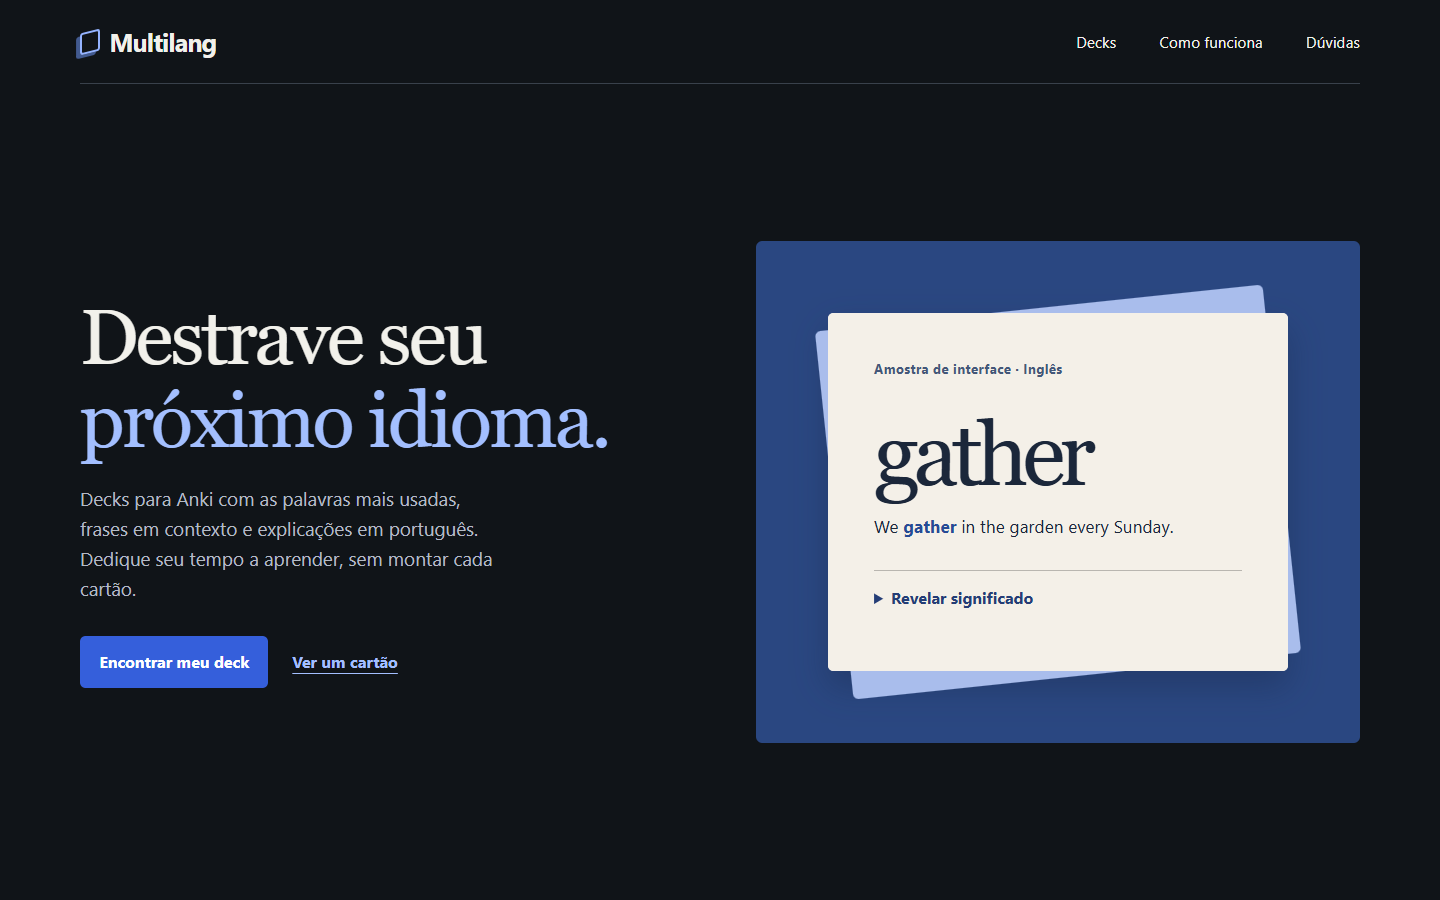 Multilang
Decks
Como funciona
Dúvidas
Destrave seu
próximo idioma.
Decks para Anki com as palavras mais usadas,
frases em contexto e explicações em português.
Dedique seu tempo a aprender, sem montar cada
cartão.
Encontrar meu deck
Ver um cartão
Amostra de interface · Inglês
gather
We gather in the garden every Sunday.
Revelar significado